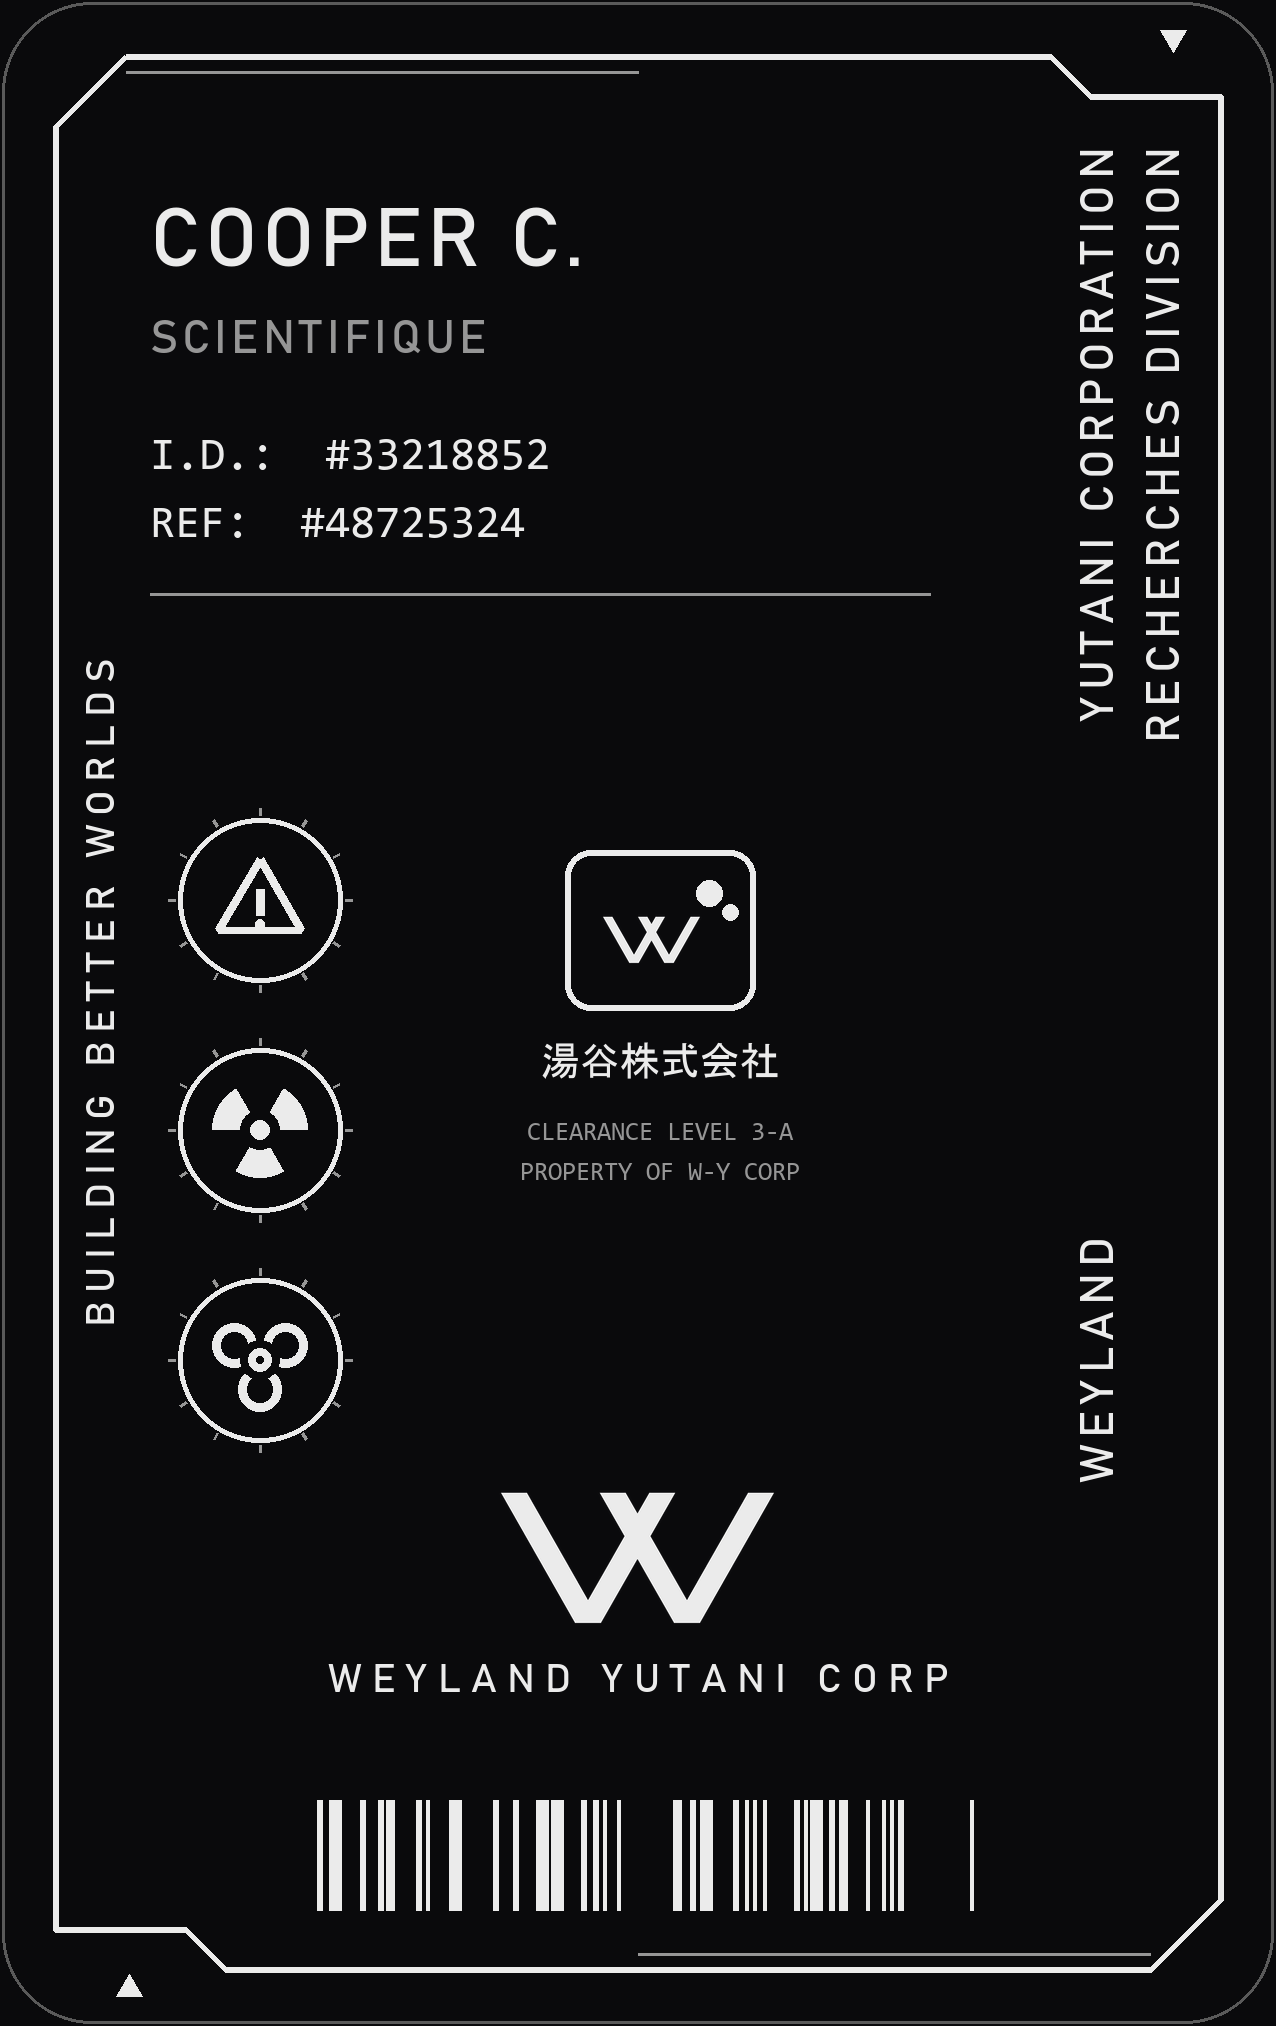 COOPER C.
SCIENTIFIQUE
I.D.: #33218852
REF: #48725324
YUTANI CORPORATION
RECHERCHES DIVISION
BUILDING BETTER WORLDS
W
湯谷株式会社
CLEARANCE LEVEL 3-A
PROPERTY OF W-Y CORP
WEYLAND
W
WEYLAND YUTANI CORP